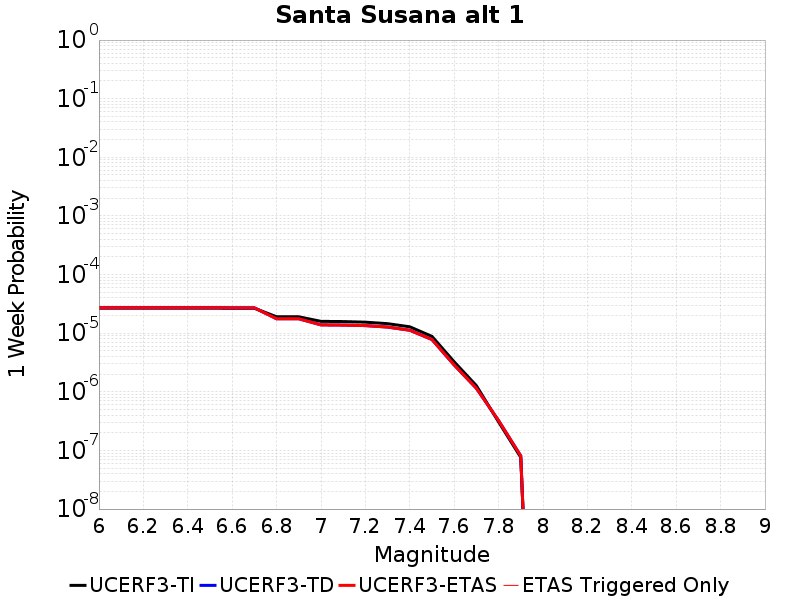 Santa Susana alt 1
1 Week Probability
10^0
10^-1
10^-2
10^-3
10^-4
10^-5
10^-6
10^-7
10^-8
6 6.2 6.4 6.6 6.8 7 7.2 7.4 7.6 7.8 8 8.2 8.4 8.6 8.8 9
Magnitude
UCERF3-TI UCERF3-TD UCERF3-ETAS ETAS Triggered Only